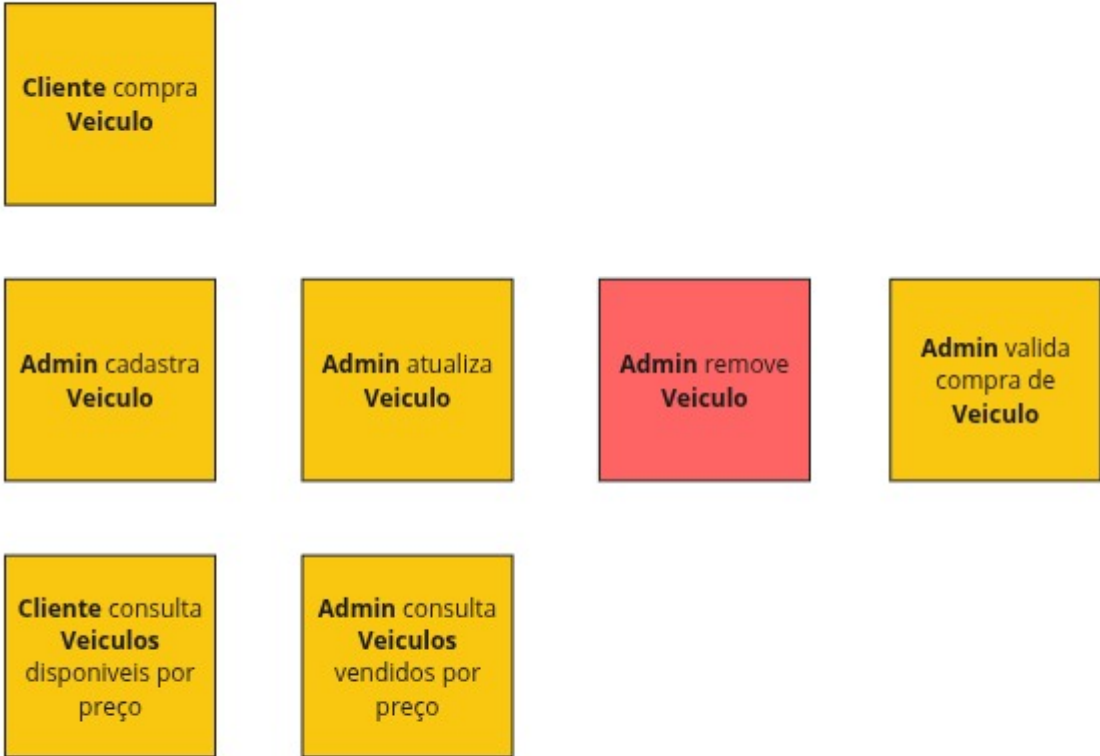 Cliente compra
Veiculo
Admin cadastra
Veiculo
Admin atualiza
Veiculo
Admin remove
Veiculo
Admin valida
compra de
Veiculo
Cliente consulta
Veiculos
disponiveis por
preço
Admin consulta
Veiculos
vendidos por
preço